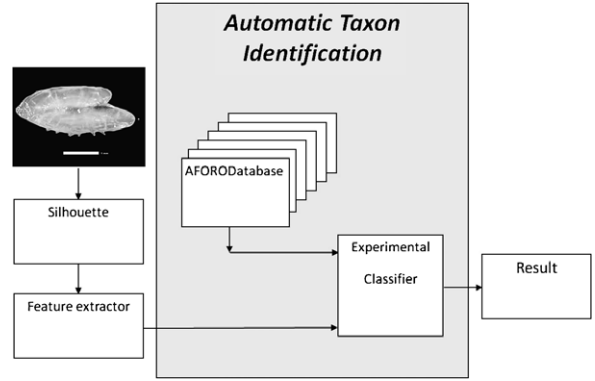 Automatic Taxon
Identification
AFORODatabase
Silhouette
Experimental
Classifier
Result
Feature extractor